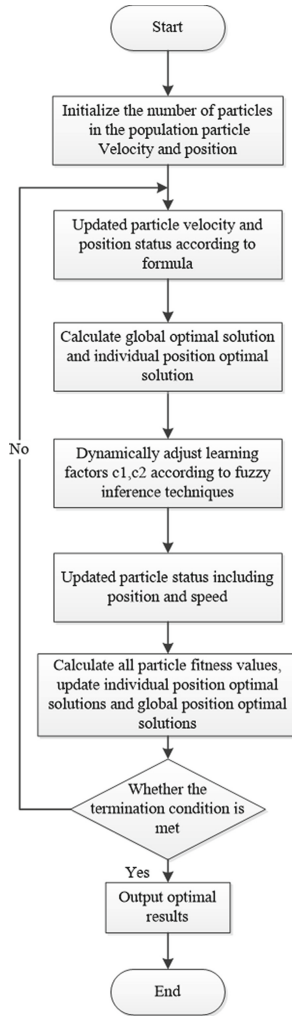 Start
Initialize the number of particles
in the population particle
Velocity and position
Updated particle velocity and
position status according to
formula
Calculate global optimal solution
and individual position optimal
solution
No
Dynamically adjust learning
factors c1,c2 according to fuzzy
inference techniques
Updated particle status including
position and speed
Calculate all particle fitness values,
update individual position optimal
solutions and global position optimal
solutions
Whether the
termination condition is
met
Yes
Output optimal
results
End